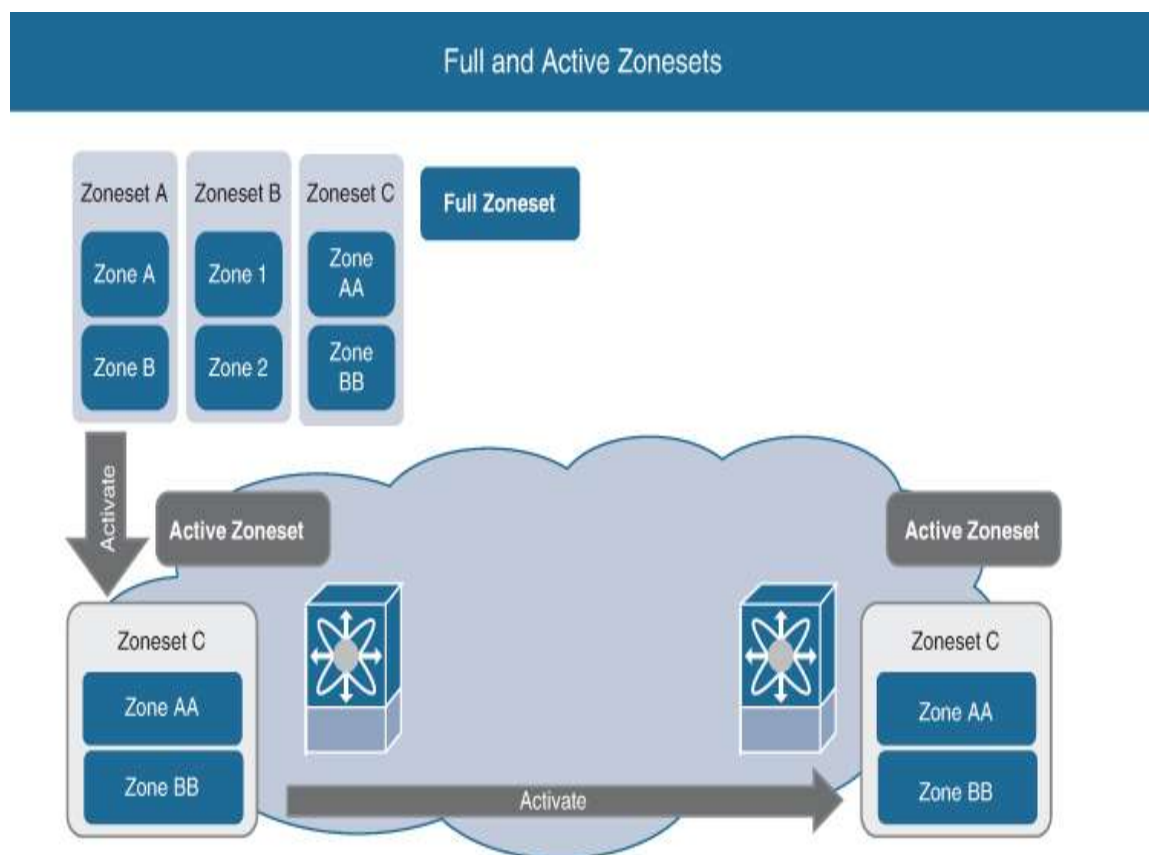 Full and Active Zonesets
Zoneset A
Zoneset B
Zoneset C
Full Zoneset
Zone A
Zone 1
Zone
AA
Zone B
Zone 2
Zone
BB
Activate
Active Zoneset
Active Zoneset
Zoneset C
Zone AA
Zone BB
Zoneset C
Zone AA
Zone BB
Activate